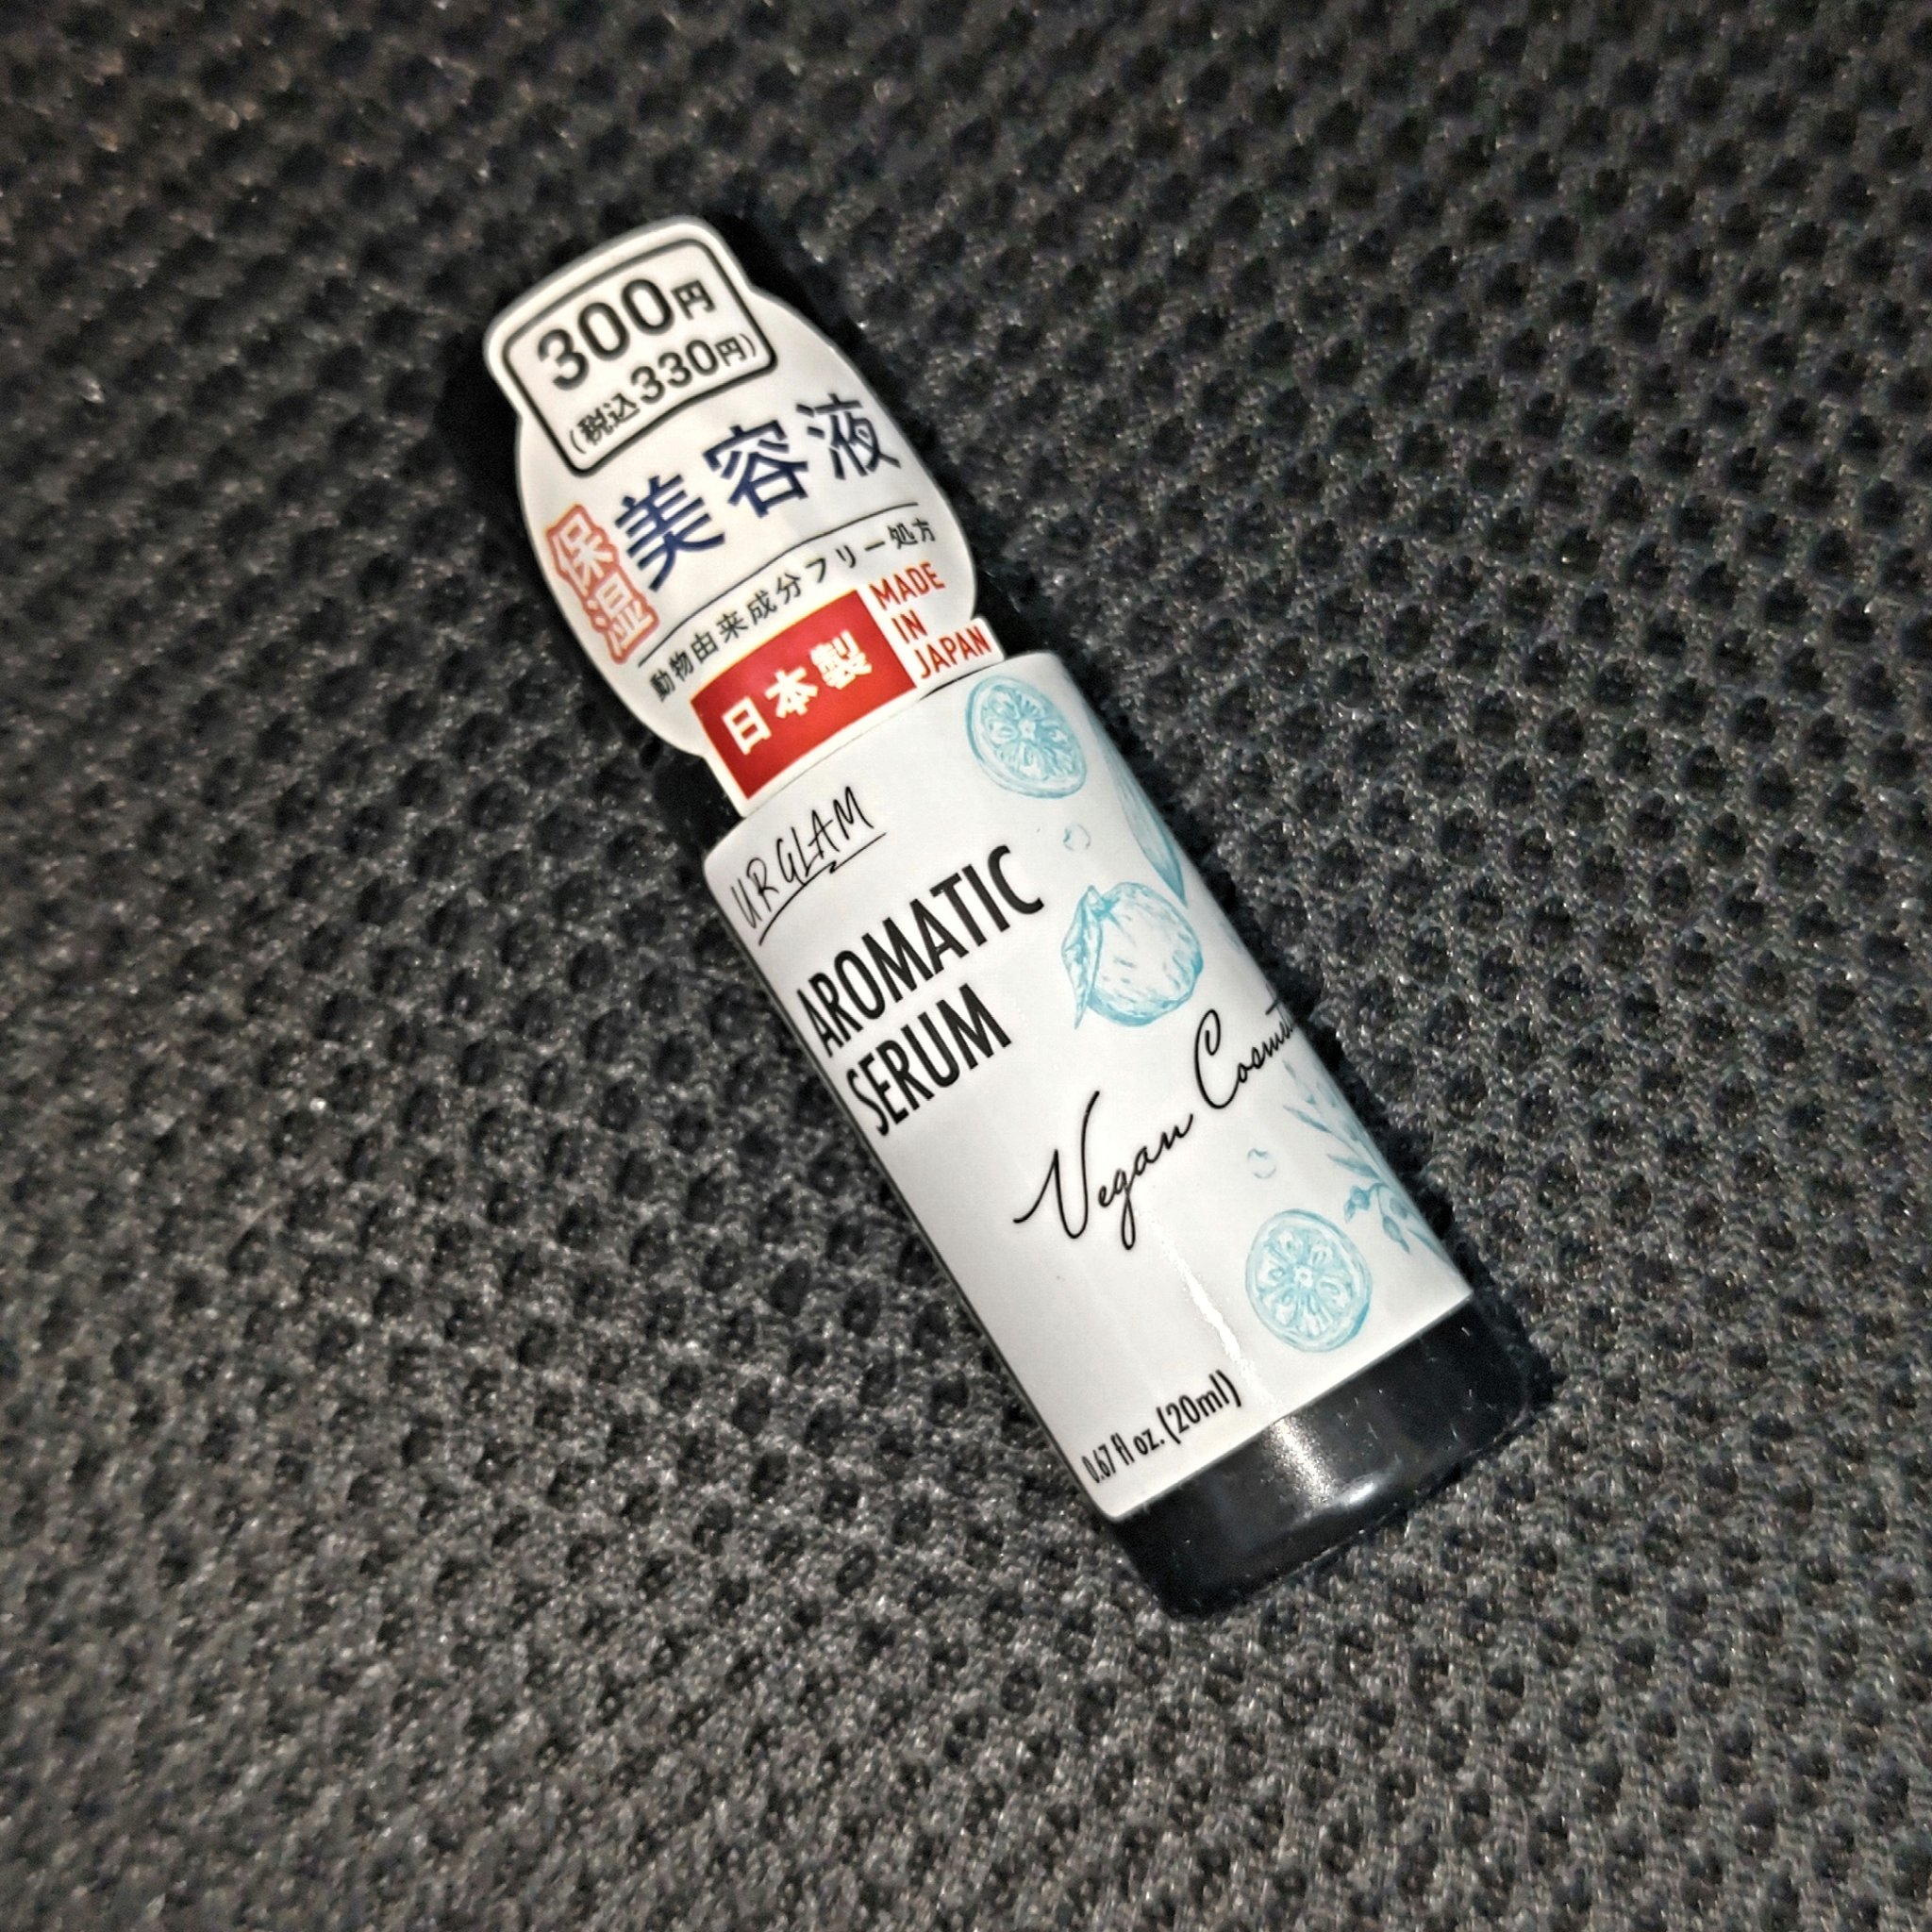 300円
(税込330円)
保湿
美容液
動物由来成分フリー処方
日本製
MADE
IN
JAPAN
URGLAM
AROMATIC
SERUM
Vegan
0.67 fl oz. (20ml)